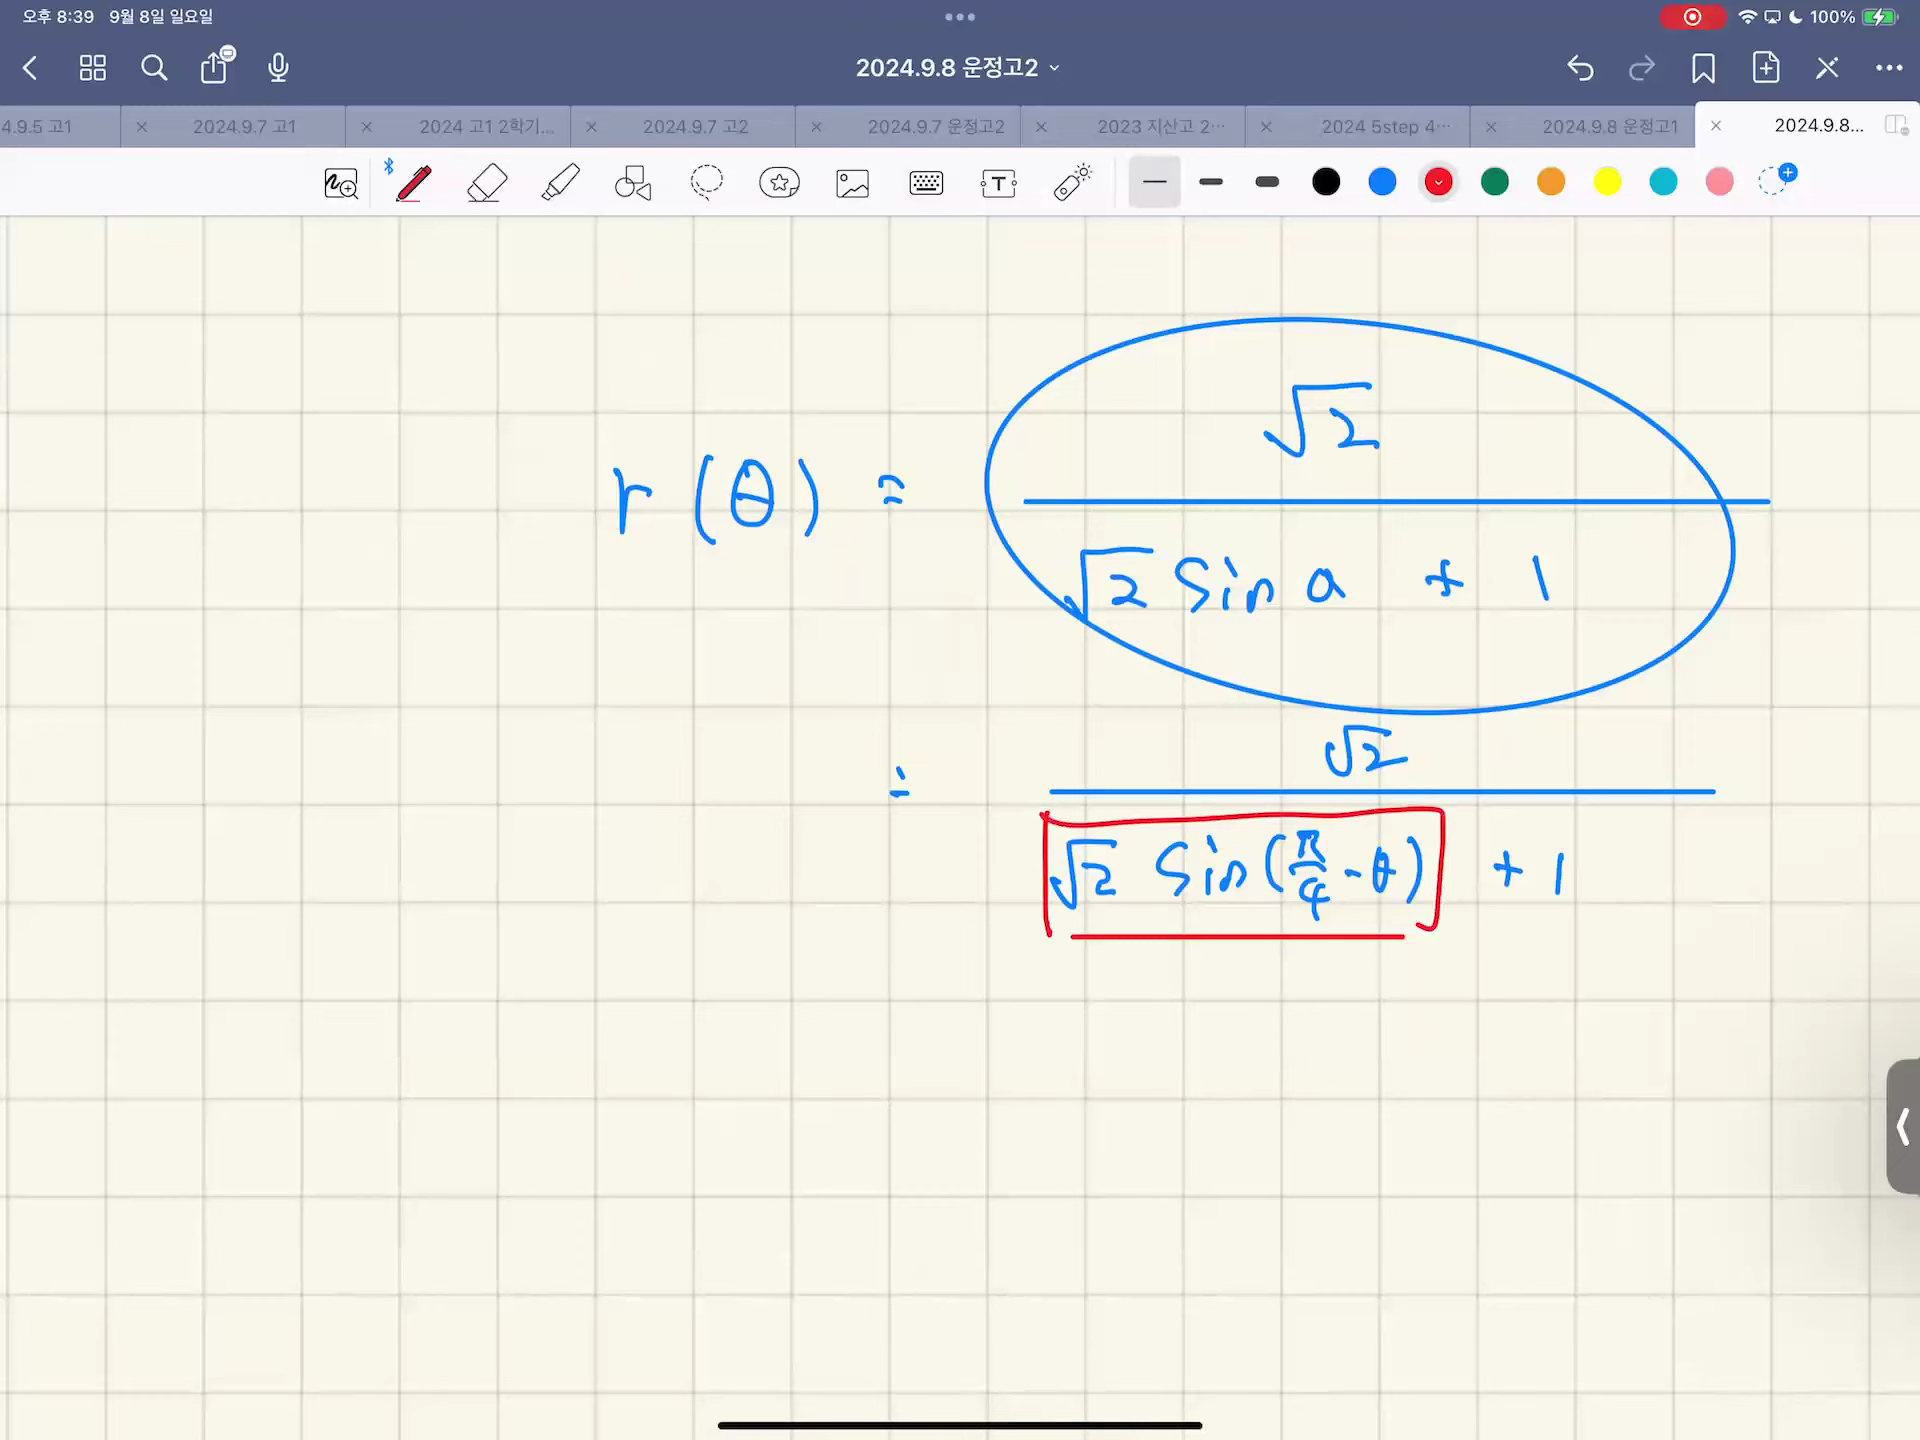 오후 8:39 9월 8일 일요일
100%
2024.9.8 운정고2
4.9.5 고1
2024.9.7 고1
2024 고1 2학기...
2024.9.7 고2
2024.9.7 운정고2
2023 지산고 2...
2024 5step 4...
2024.9.8 운정고1
2024.9.8...
T
r(θ) = √2 / (√2 sin a + 1)
= √2 / (√2 sin(π/4 - θ) + 1)